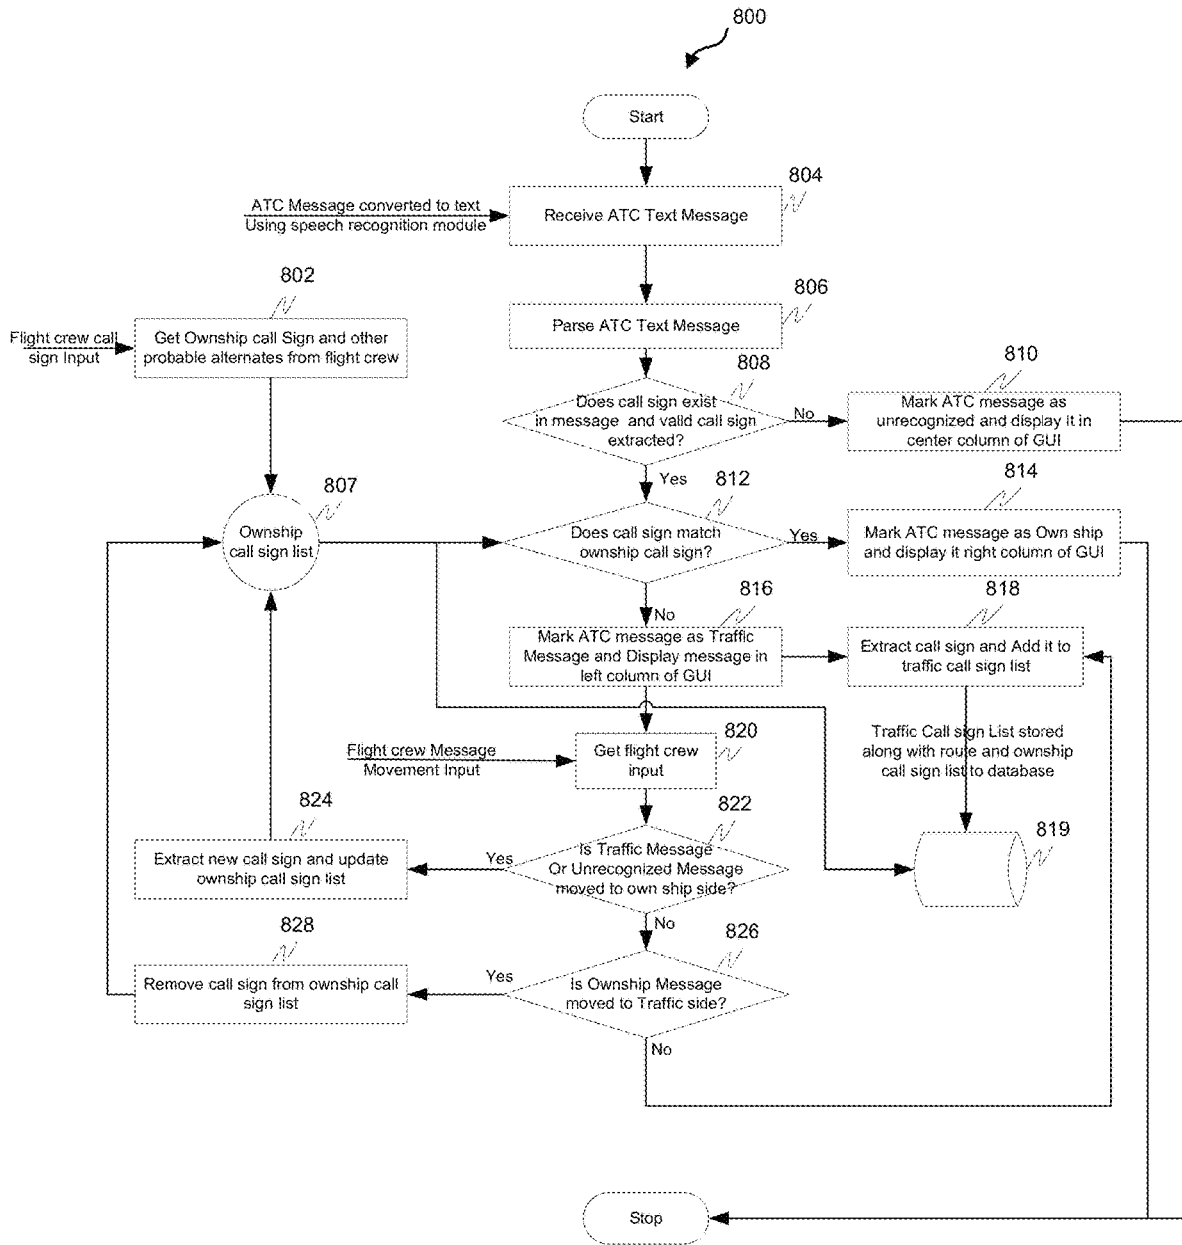 800
Start
804
ATC Message converted to text
Using speech recognition module
Receive ATC Text Message
802
806
Flight crew call
sign Input
Get Ownship call Sign and other
probable alternates from flight crew
Parse ATC Text Message
808
810
Does call sign exist
in message and valid call sign
extracted?
No
Mark ATC message as
unrecognized and display it in
center column of GUI
Yes
807
812
814
Ownship
call sign list
Does call sign match
ownship call sign?
Yes
Mark ATC message as Own ship
and display it right column of GUI
No
816
818
Mark ATC message as Traffic
Message and Display message in
left column of GUI
Extract call sign and Add it to
traffic call sign list
820
Flight crew Message
Movement Input
Get flight crew
input
Traffic Call sign List stored
along with route and ownship
call sign list to database
824
822
819
Extract new call sign and update
ownership call sign list
Yes
Is Traffic Message
Or Unrecognized Message
moved to own ship side?
No
828
826
Remove call sign from ownership call
sign list
Yes
Is Ownship Message
moved to Traffic side?
No
Stop